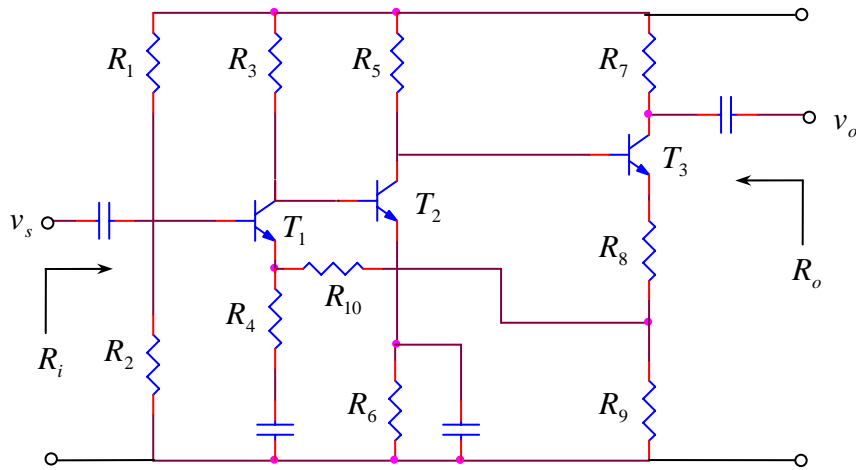 R₁
R₃
R₅
R₇
vₒ
T₃
T₂
vₛ
T₁
R₈
Rₒ
R₁₀
R₄
R₂
Rᵢ
R₆
R₉